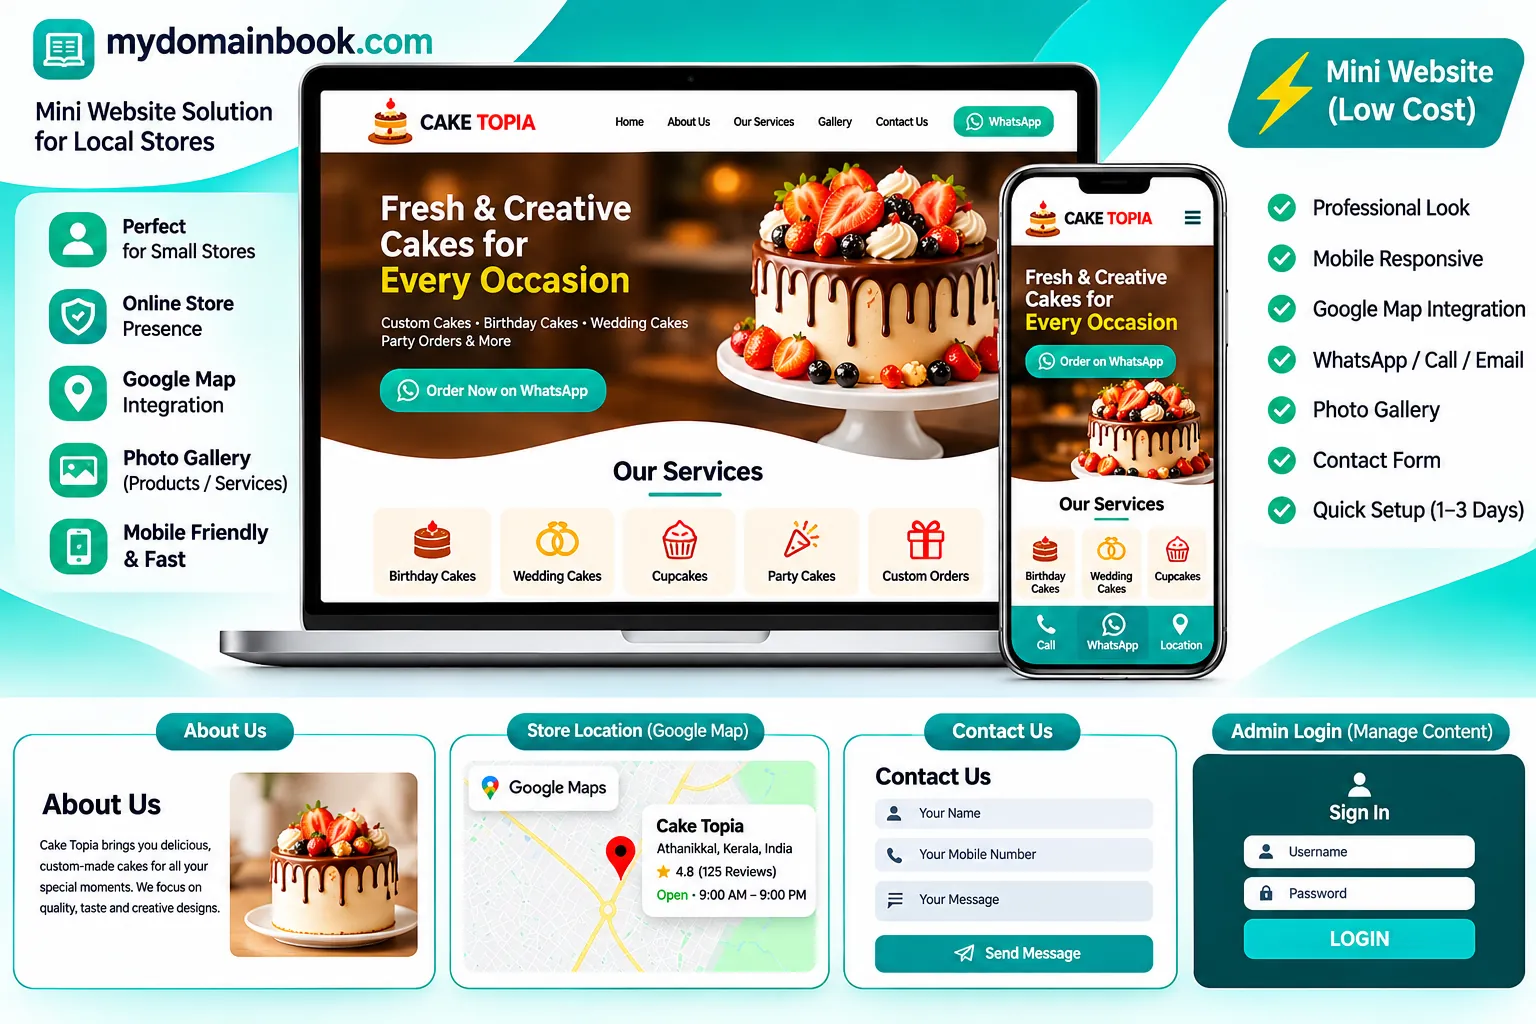 mydomainbook.com
Mini Website Solution
for Local Stores
Perfect
for Small Stores
Online Store
Presence
Google Map
Integration
Photo Gallery
(Products / Services)
Mobile Friendly
& Fast
CAKE TOPIA
Home
About Us
Our Services
Gallery
Contact Us
WhatsApp
Fresh & Creative
Cakes for
Every Occasion
Custom Cakes • Birthday Cakes • Wedding Cakes
Party Orders & More
Order Now on WhatsApp
Our Services
Birthday Cakes
Wedding Cakes
Cupcakes
Party Cakes
Custom Orders
CAKE TOPIA
Fresh & Creative
Cakes for
Every Occasion
Order on WhatsApp
Our Services
Birthday
Cakes
Wedding
Cakes
Cupcakes
Call
WhatsApp
Location
Mini Website
(Low Cost)
Professional Look
Mobile Responsive
Google Map Integration
WhatsApp / Call / Email
Photo Gallery
Contact Form
Quick Setup (1–3 Days)
About Us
About Us
Cake Topia brings you delicious,
custom-made cakes for all your
special moments. We focus on
quality, taste and creative designs.
Store Location (Google Map)
Google Maps
Cake Topia
Athanikkal, Kerala, India
4.8 (125 Reviews)
Open • 9:00 AM – 9:00 PM
Contact Us
Contact Us
Your Name
Your Mobile Number
Your Message
Send Message
Admin Login (Manage Content)
Sign In
Username
Password
LOGIN